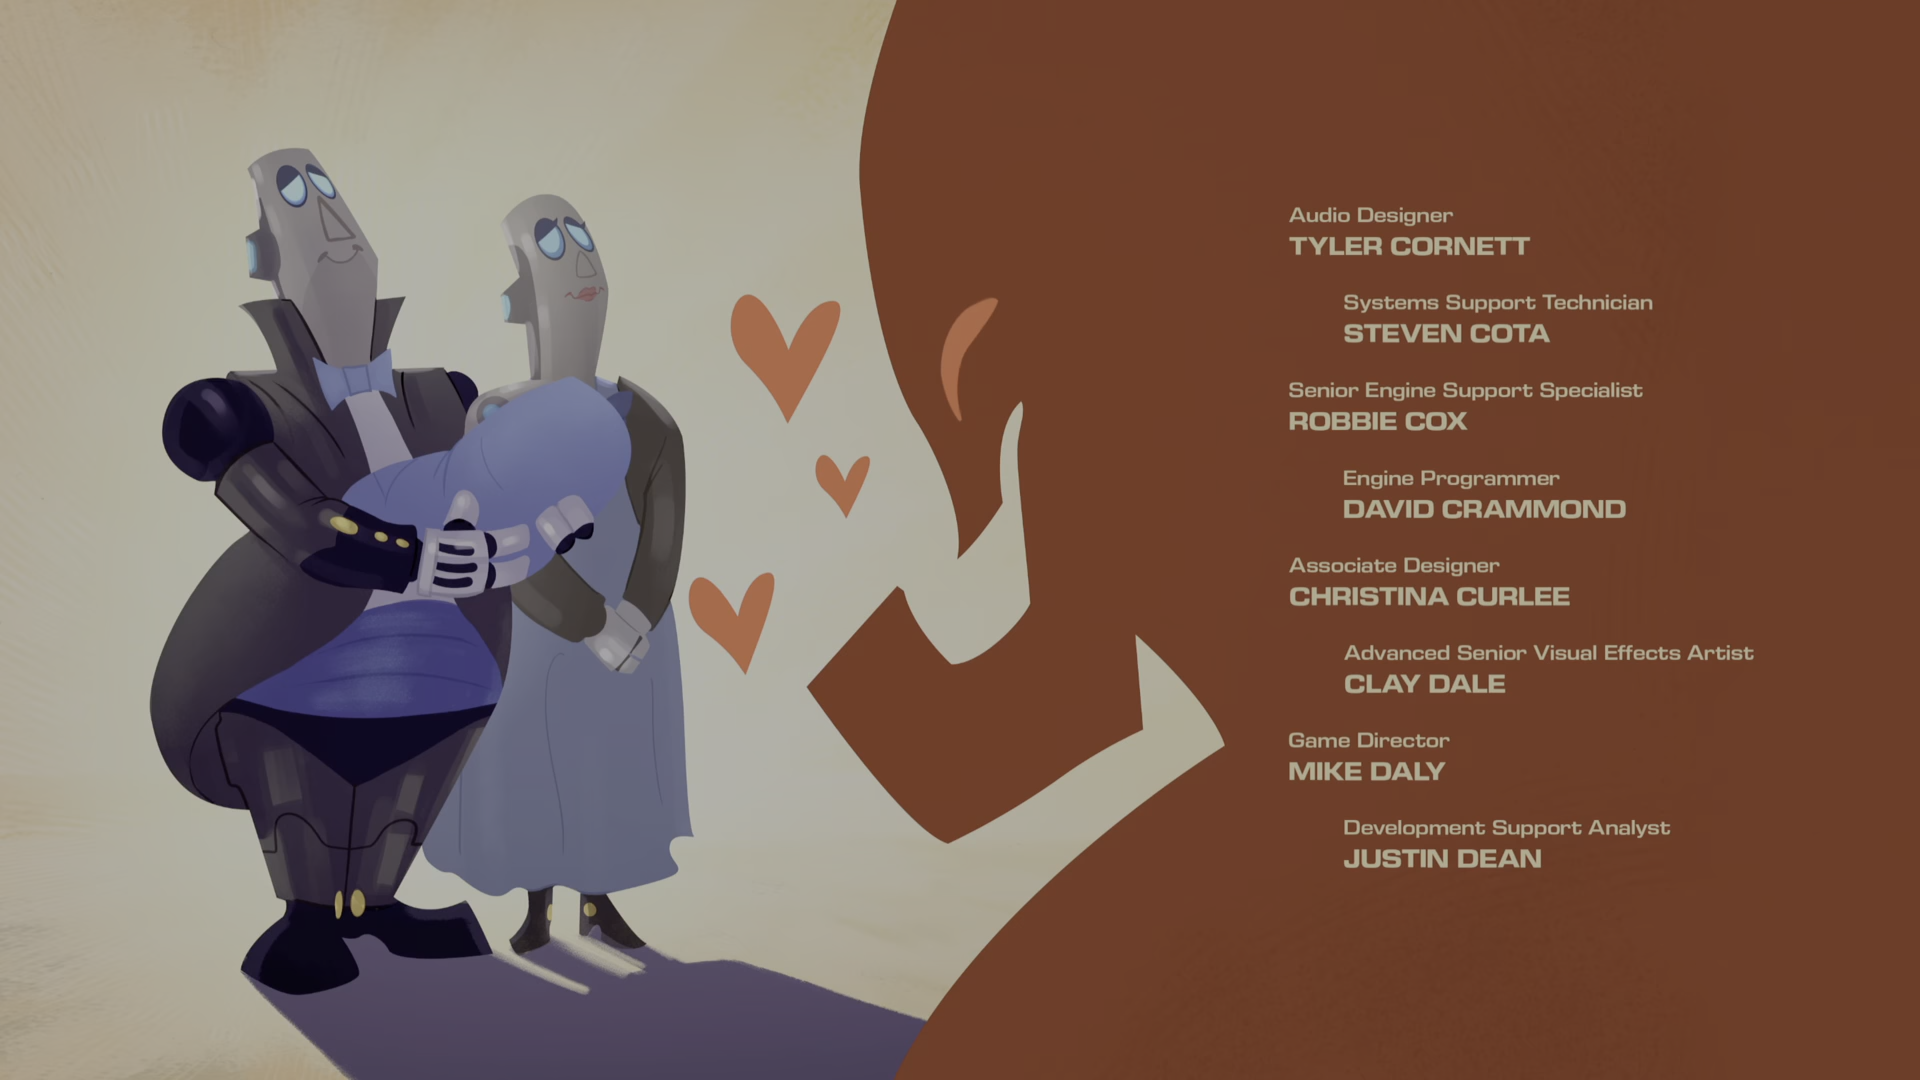 Audio Designer
TYLER CORNETT
Systems Support Technician
STEVEN COTA
Senior Engine Support Specialist
ROBBIE COX
Engine Programmer
DAVID CRAMMOND
Associate Designer
CHRISTINA CURLEE
Advanced Senior Visual Effects Artist
CLAY DALE
Game Director
MIKE DALY
Development Support Analyst
JUSTIN DEAN